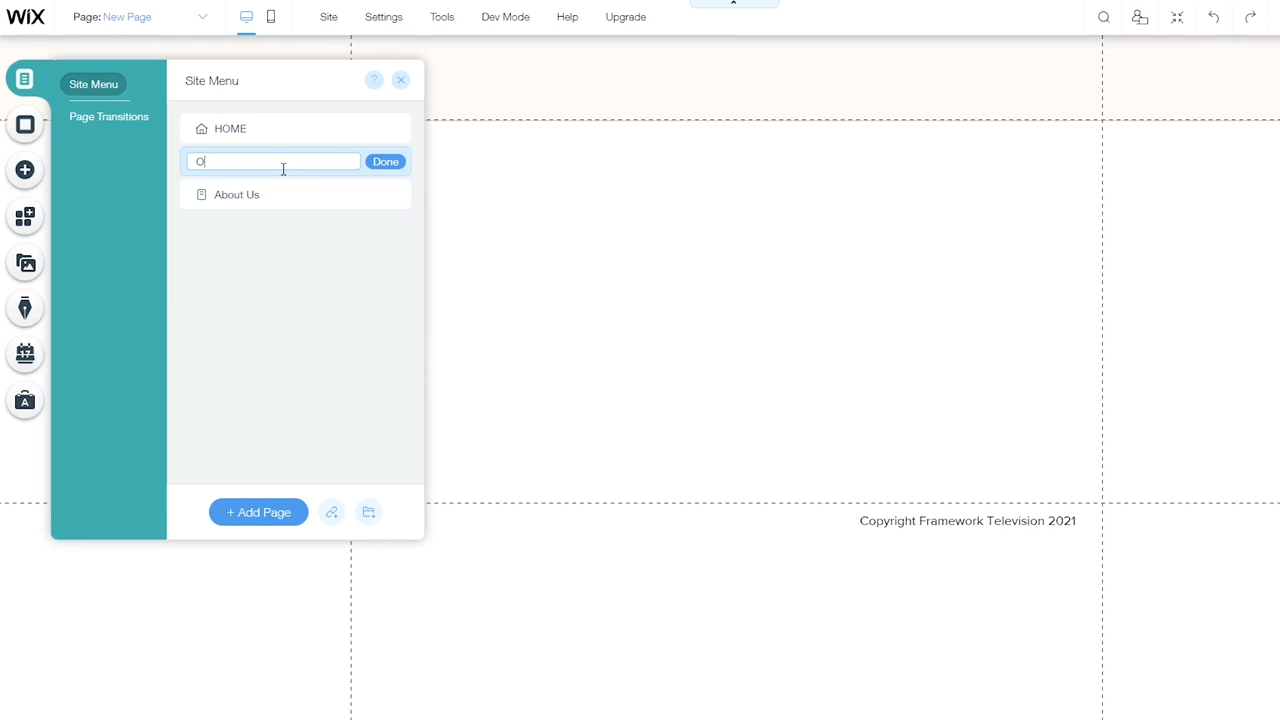 WiX
Page: New Page
Site
Settings
Tools
Dev Mode
Help
Upgrade
Site Menu
Page Transitions
Site Menu
?
HOME
O
Done
About Us
17
A
+ Add Page
Copyright Framework Television 2021